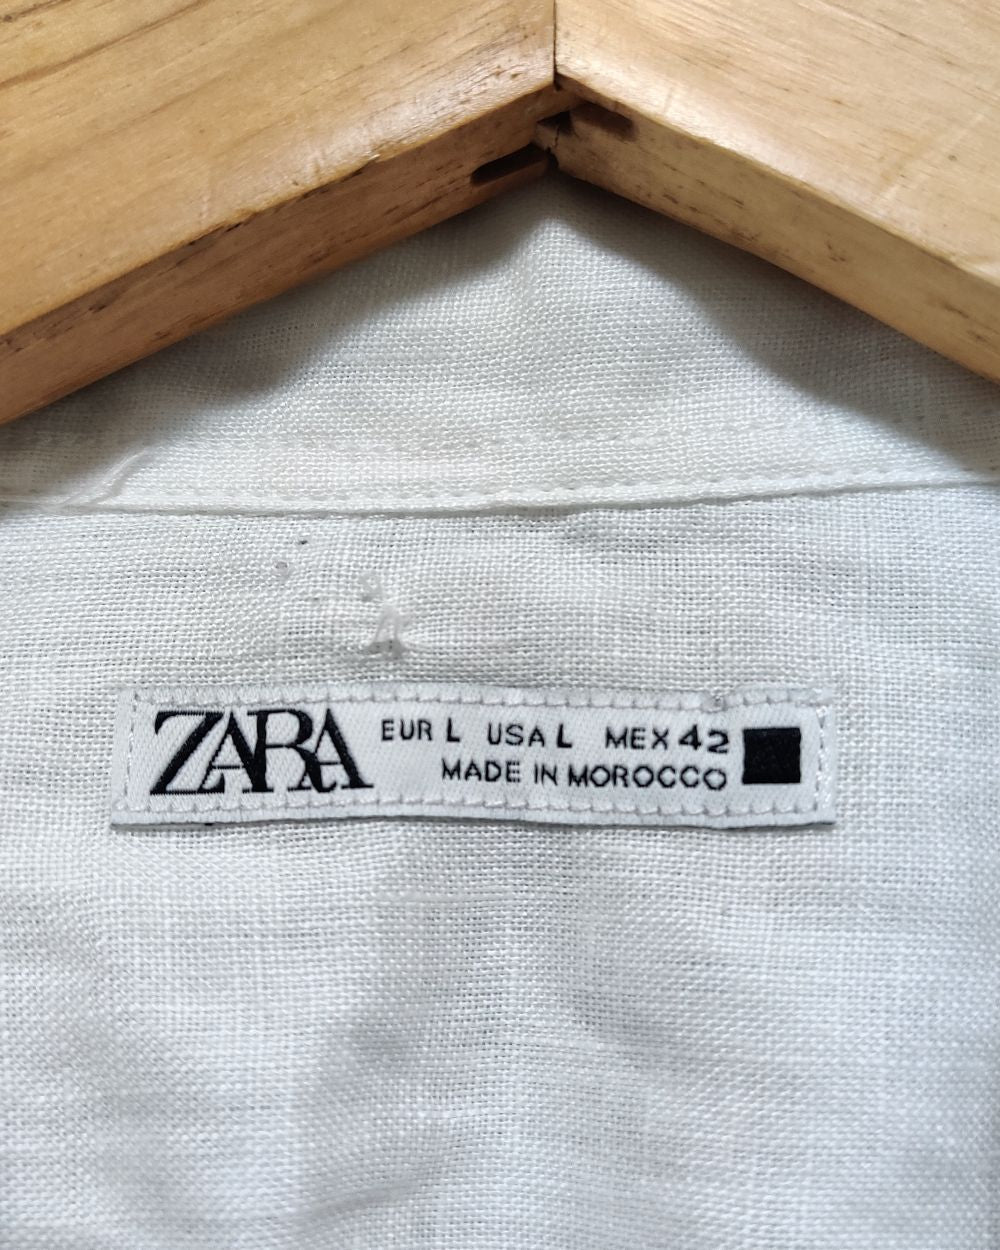 ZARA EUR L USA L MEX 42
MADE IN MOROCCO